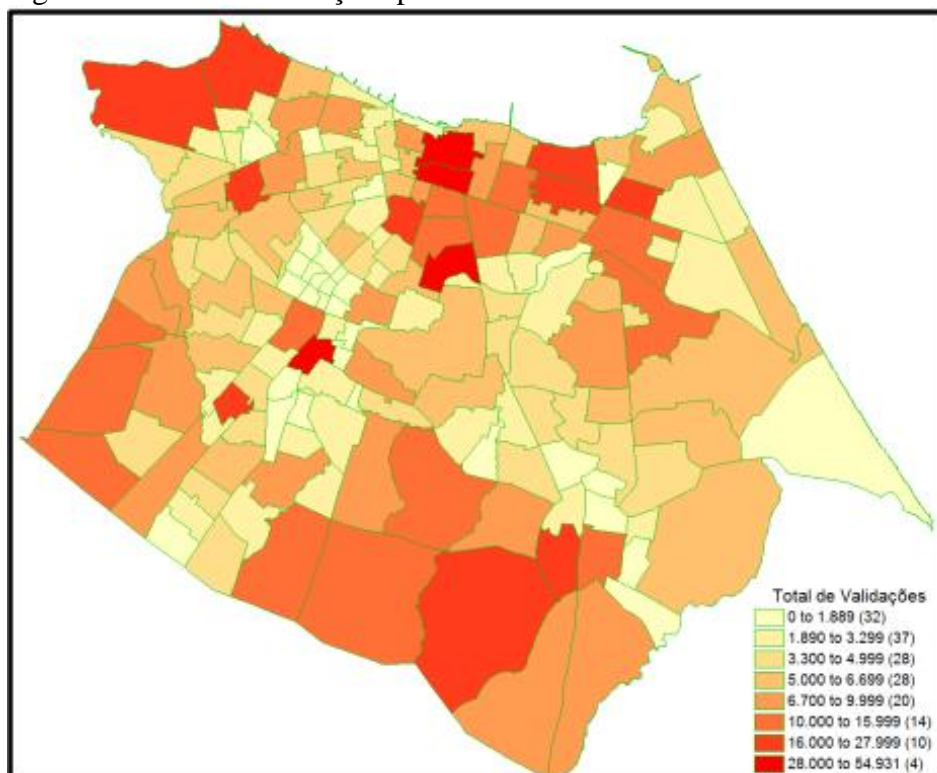 Total de Validações
0 to 1.889 (32)
1.890 to 3.299 (37)
3.300 to 4.999 (28)
5.000 to 6.699 (28)
6.700 to 9.999 (20)
10.000 to 15.999 (14)
16.000 to 27.999 (10)
28.000 to 54.931 (4)